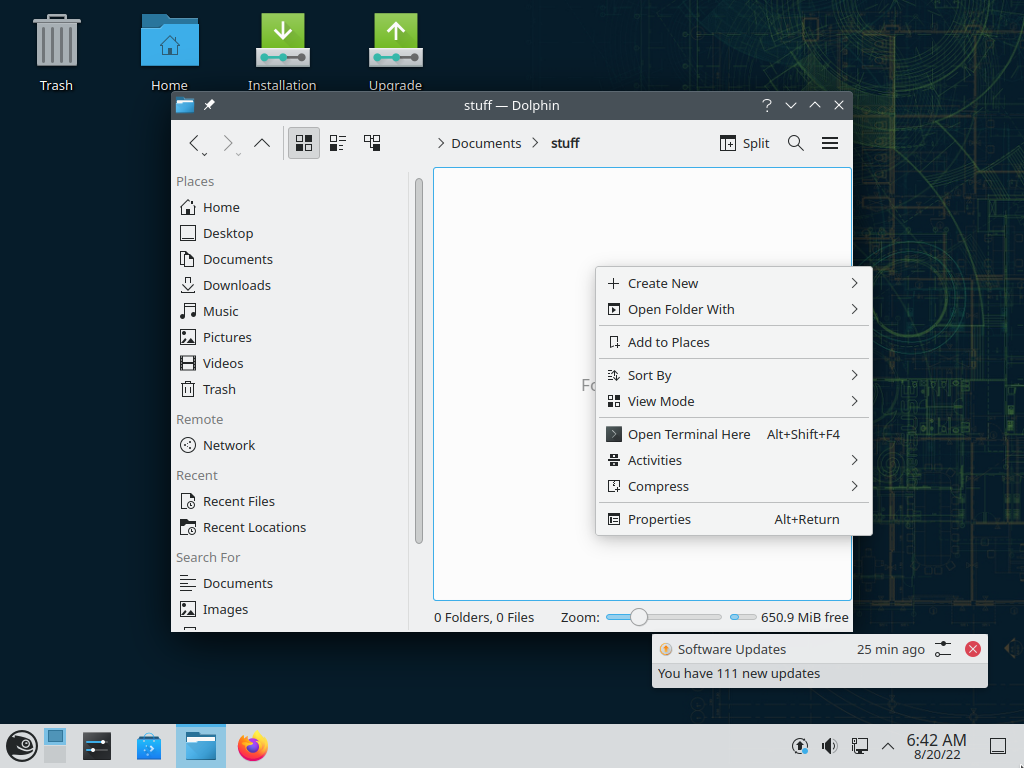 Trash
Home
Installation
Upgrade
stuff — Dolphin
Documents
stuff
Split
Places
Home
Desktop
Documents
Downloads
Music
Pictures
Videos
Trash
Remote
Network
Recent
Recent Files
Recent Locations
Search For
Documents
Images
Create New
Open Folder With
Add to Places
Sort By
View Mode
Open Terminal Here Alt+Shift+F4
Activities
Compress
Properties Alt+Return
0 Folders, 0 Files
Zoom:
650.9 MiB free
Software Updates
25 min ago
You have 111 new updates
6:42 AM
8/20/22